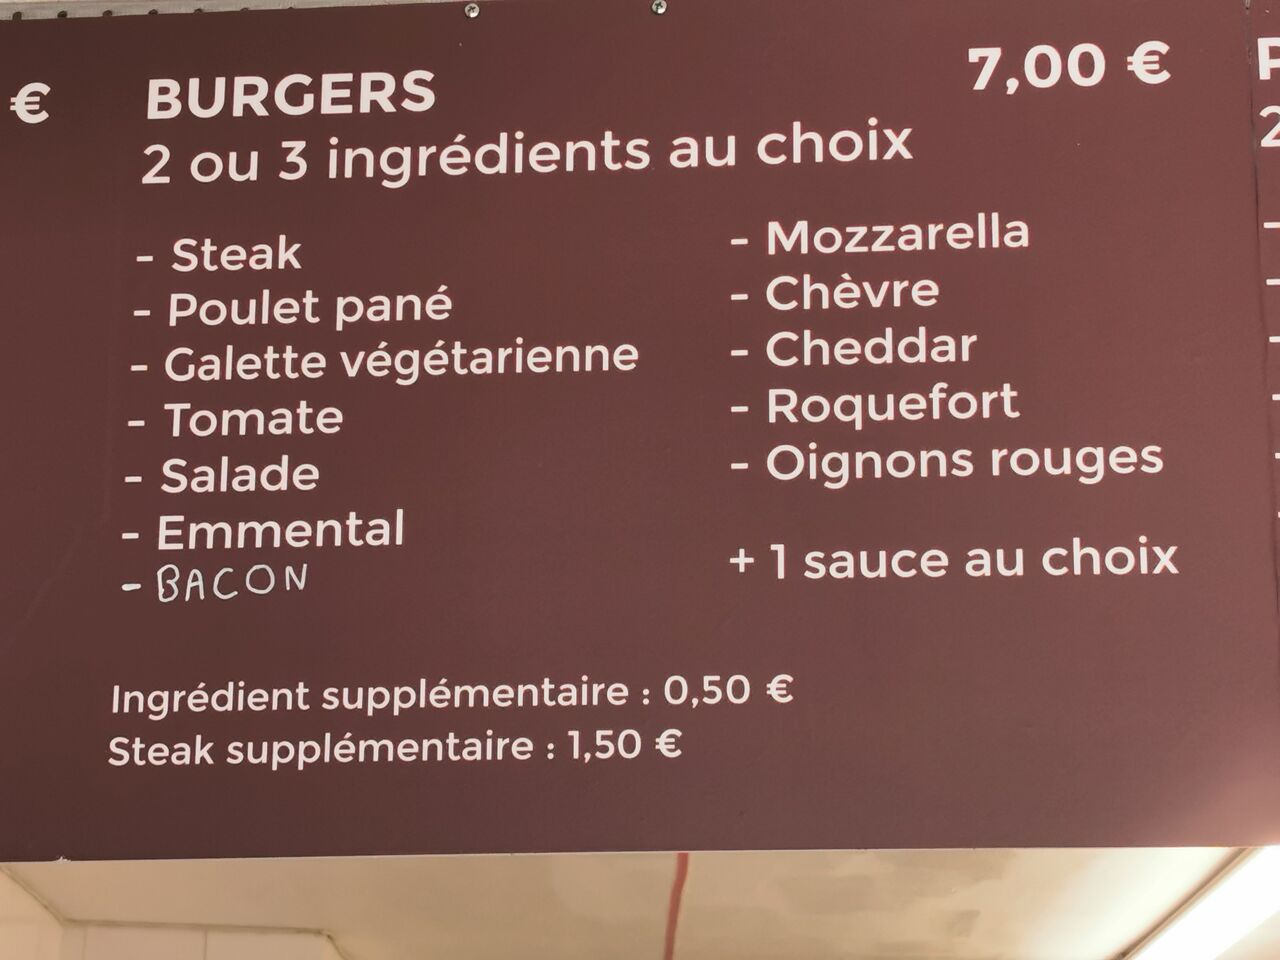 €
BURGERS 7,00 €
2 ou 3 ingrédients au choix
- Steak
- Poulet pané
- Galette végétarienne
- Tomate
- Salade
- Emmental
- BACON
- Mozzarella
- Chèvre
- Cheddar
- Roquefort
- Oignons rouges
+ 1 sauce au choix
Ingrédient supplémentaire : 0,50 €
Steak supplémentaire : 1,50 €